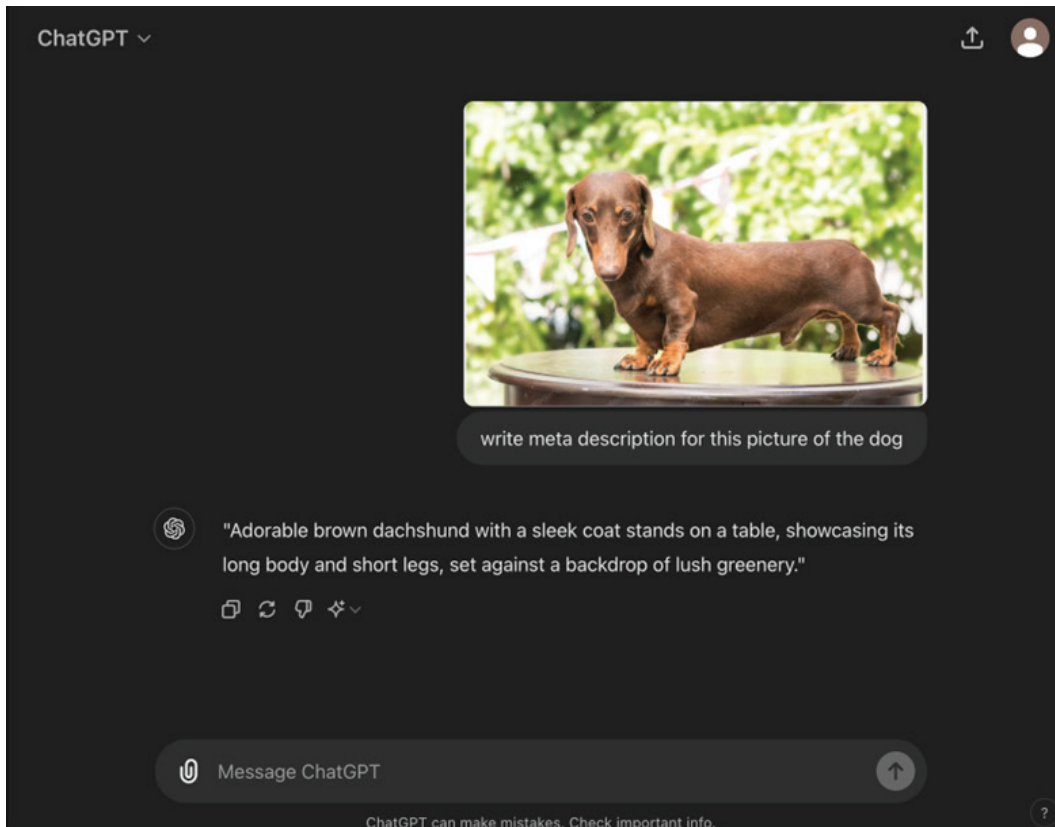 ChatGPT
write meta description for this picture of the dog
"Adorable brown dachshund with a sleek coat stands on a table, showcasing its
long body and short legs, set against a backdrop of lush greenery."
Message ChatGPT
ChatGPT can make mistakes. Check important info.
?